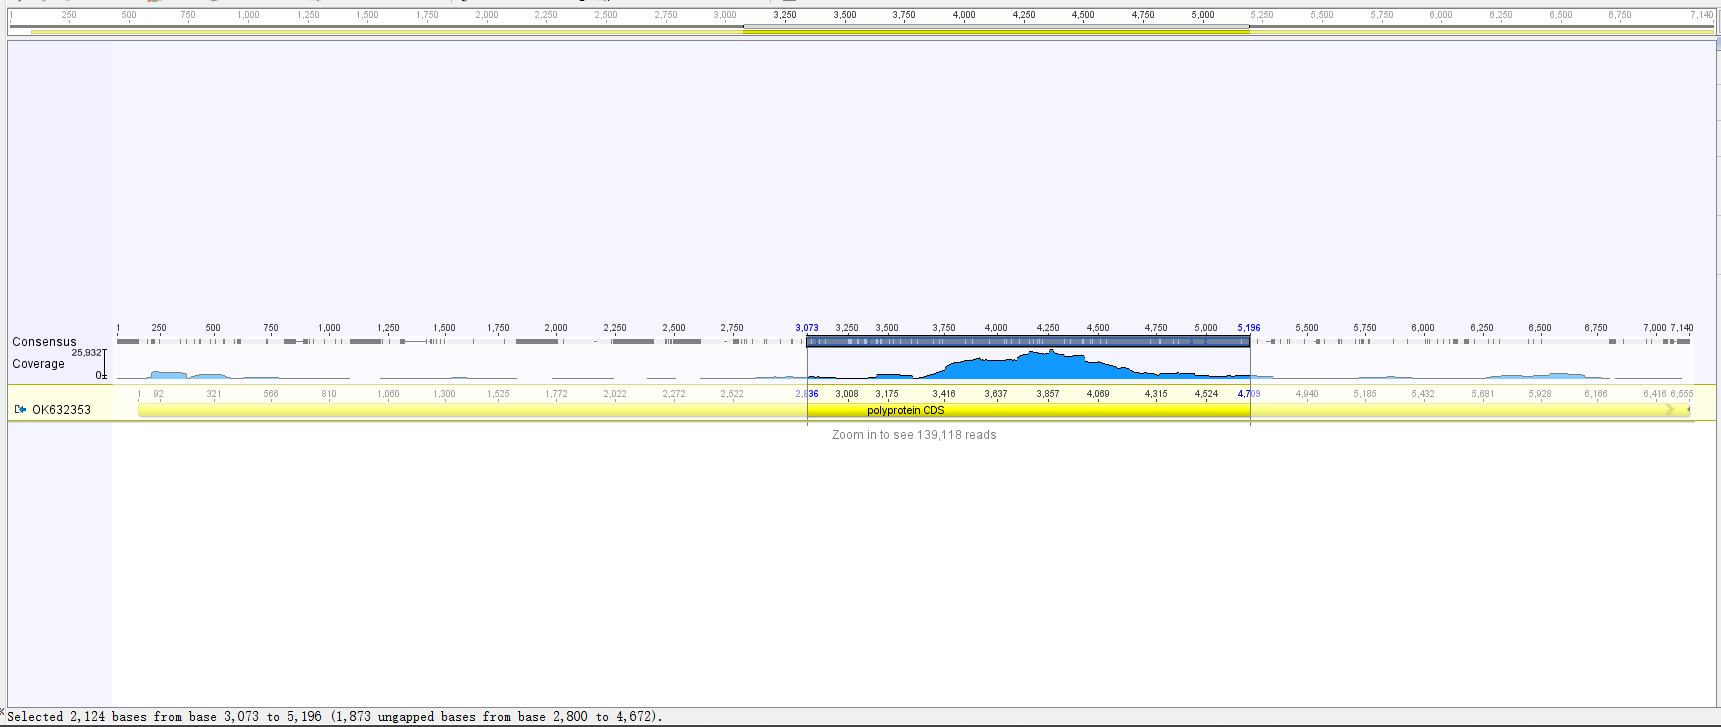 1 250 500 750 1,000 1,250 1,500 1,750 2,000 2,250 2,500 2,750 3,000 3,250 3,500 3,750 4,000 4,250 4,500 4,750 5,000 5,250 5,500 5,750 6,000 6,250 6,500 6,750 7,140
1 250 500 750 1,000 1,250 1,500 1,750 2,000 2,250 2,500 2,750 3,073 3,250 3,500 3,750 4,000 4,250 4,500 4,750 5,000 5,196 5,500 5,750 6,000 6,250 6,500 6,750 7,000 7,140
Consensus
25,932
Coverage
0
1 92 321 566 810 1,060 1,300 1,525 1,772 2,022 2,272 2,522 2,836 3,008 3,175 3,416 3,637 3,857 4,069 4,315 4,524 4,709 4,940 5,185 5,432 5,681 5,928 6,166 6,416 6,555
OK632353 polyprotein CDS
Zoom in to see 139,118 reads
Selected 2,124 bases from base 3,073 to 5,196 (1,873 ungapped bases from base 2,800 to 4,672).